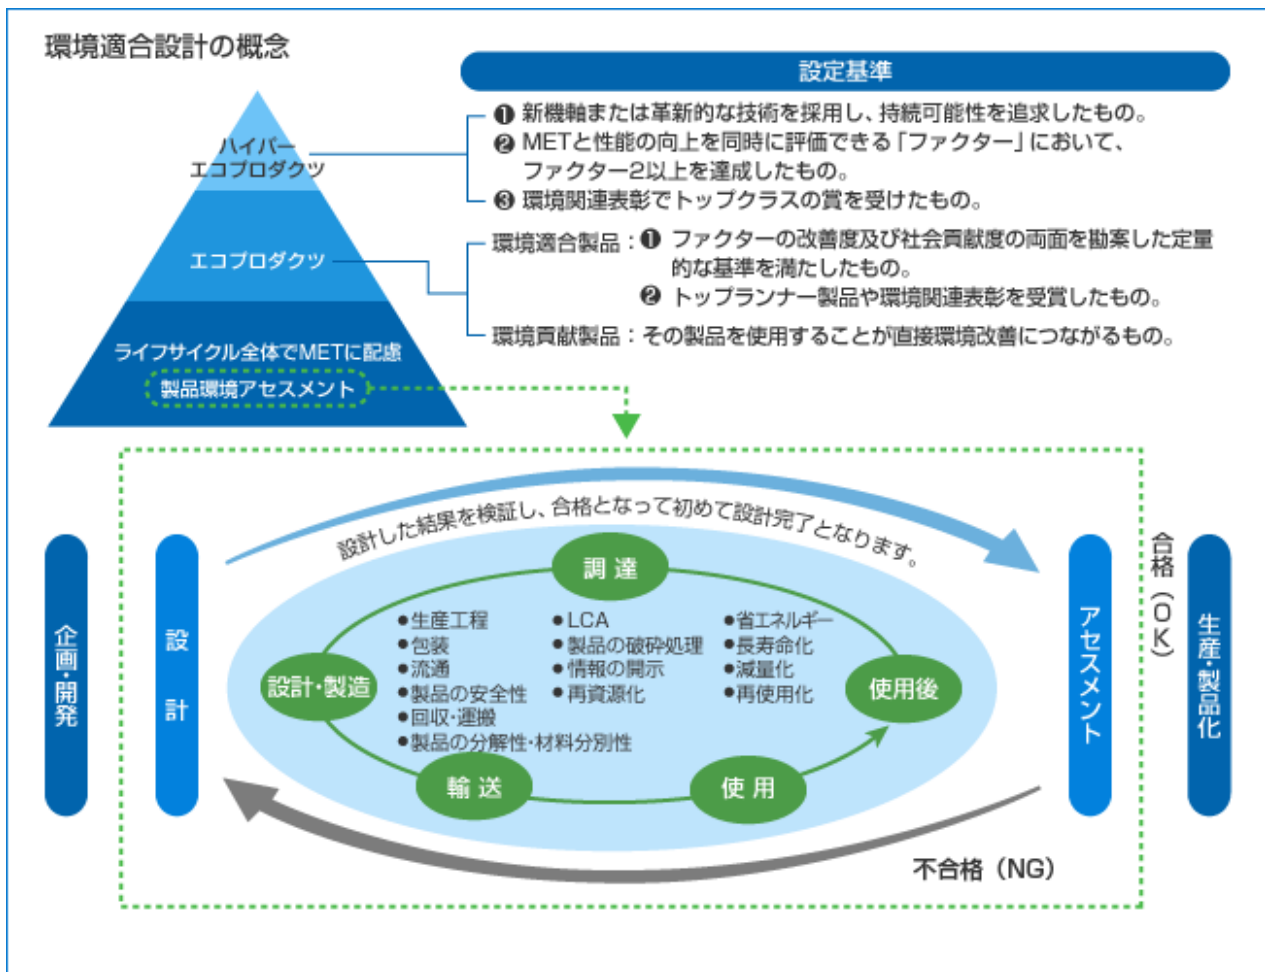 環境適合設計の概念
設定基準
ハイパー
エコプロダクツ
❶ 新機軸または革新的な技術を採用し、持続可能性を追求したもの。
❷ METと性能の向上を同時に評価できる「ファクター」において、
ファクター2以上を達成したもの。
❸ 環境関連表彰でトップクラスの賞を受けたもの。
エコプロダクツ
環境適合製品：❶ ファクターの改善度及び社会貢献度の両面を勘案した定量
的な基準を満たしたもの。
❷ トップランナー製品や環境関連表彰を受賞したもの。
環境貢献製品：その製品を使用することが直接環境改善につながるもの。
ライフサイクル全体でMETに配慮
製品環境アセスメント
設計した結果を検証し、合格となって初めて設計完了となります。
企画・開発
設計
調達
設計・製造
輸送
使用
使用後
●生産工程
●包装
●流通
●製品の安全性
●回収・運搬
●製品の分解性・材料分別性
●LCA
●製品の破砕処理
●情報の開示
●再資源化
●省エネルギー
●長寿命化
●減量化
●再使用化
アセスメント
合格（OK）
生産・製品化
不合格（NG）